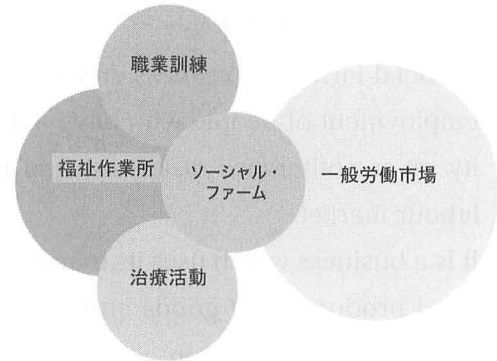 職業訓練
福祉作業所
ソーシャル・
ファーム
一般労働市場
治療活動